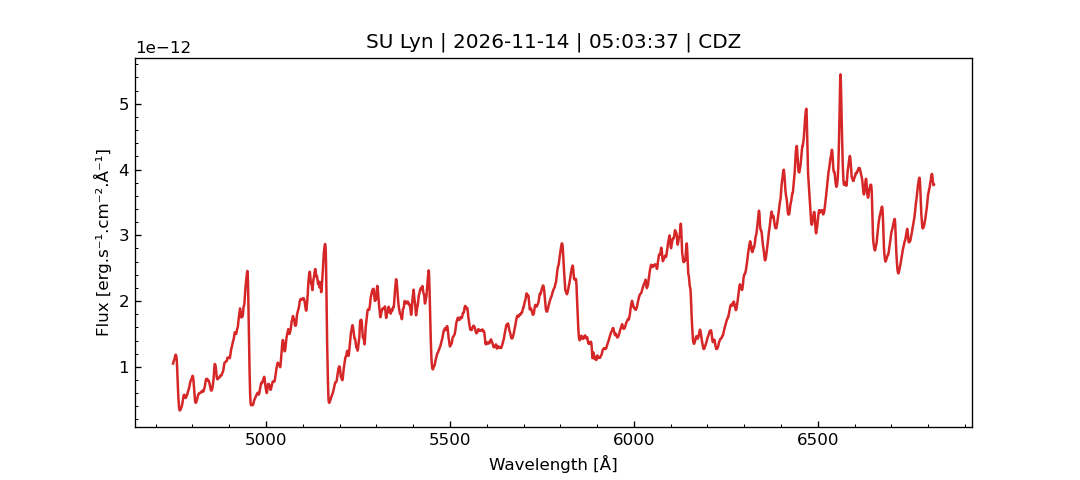 SU Lyn | 2026-11-14 | 05:03:37 | CDZ
1e−12
5
4
3
2
1
Flux [erg.s⁻¹.cm⁻².Å⁻¹]
5000 5500 6000 6500
Wavelength [Å]